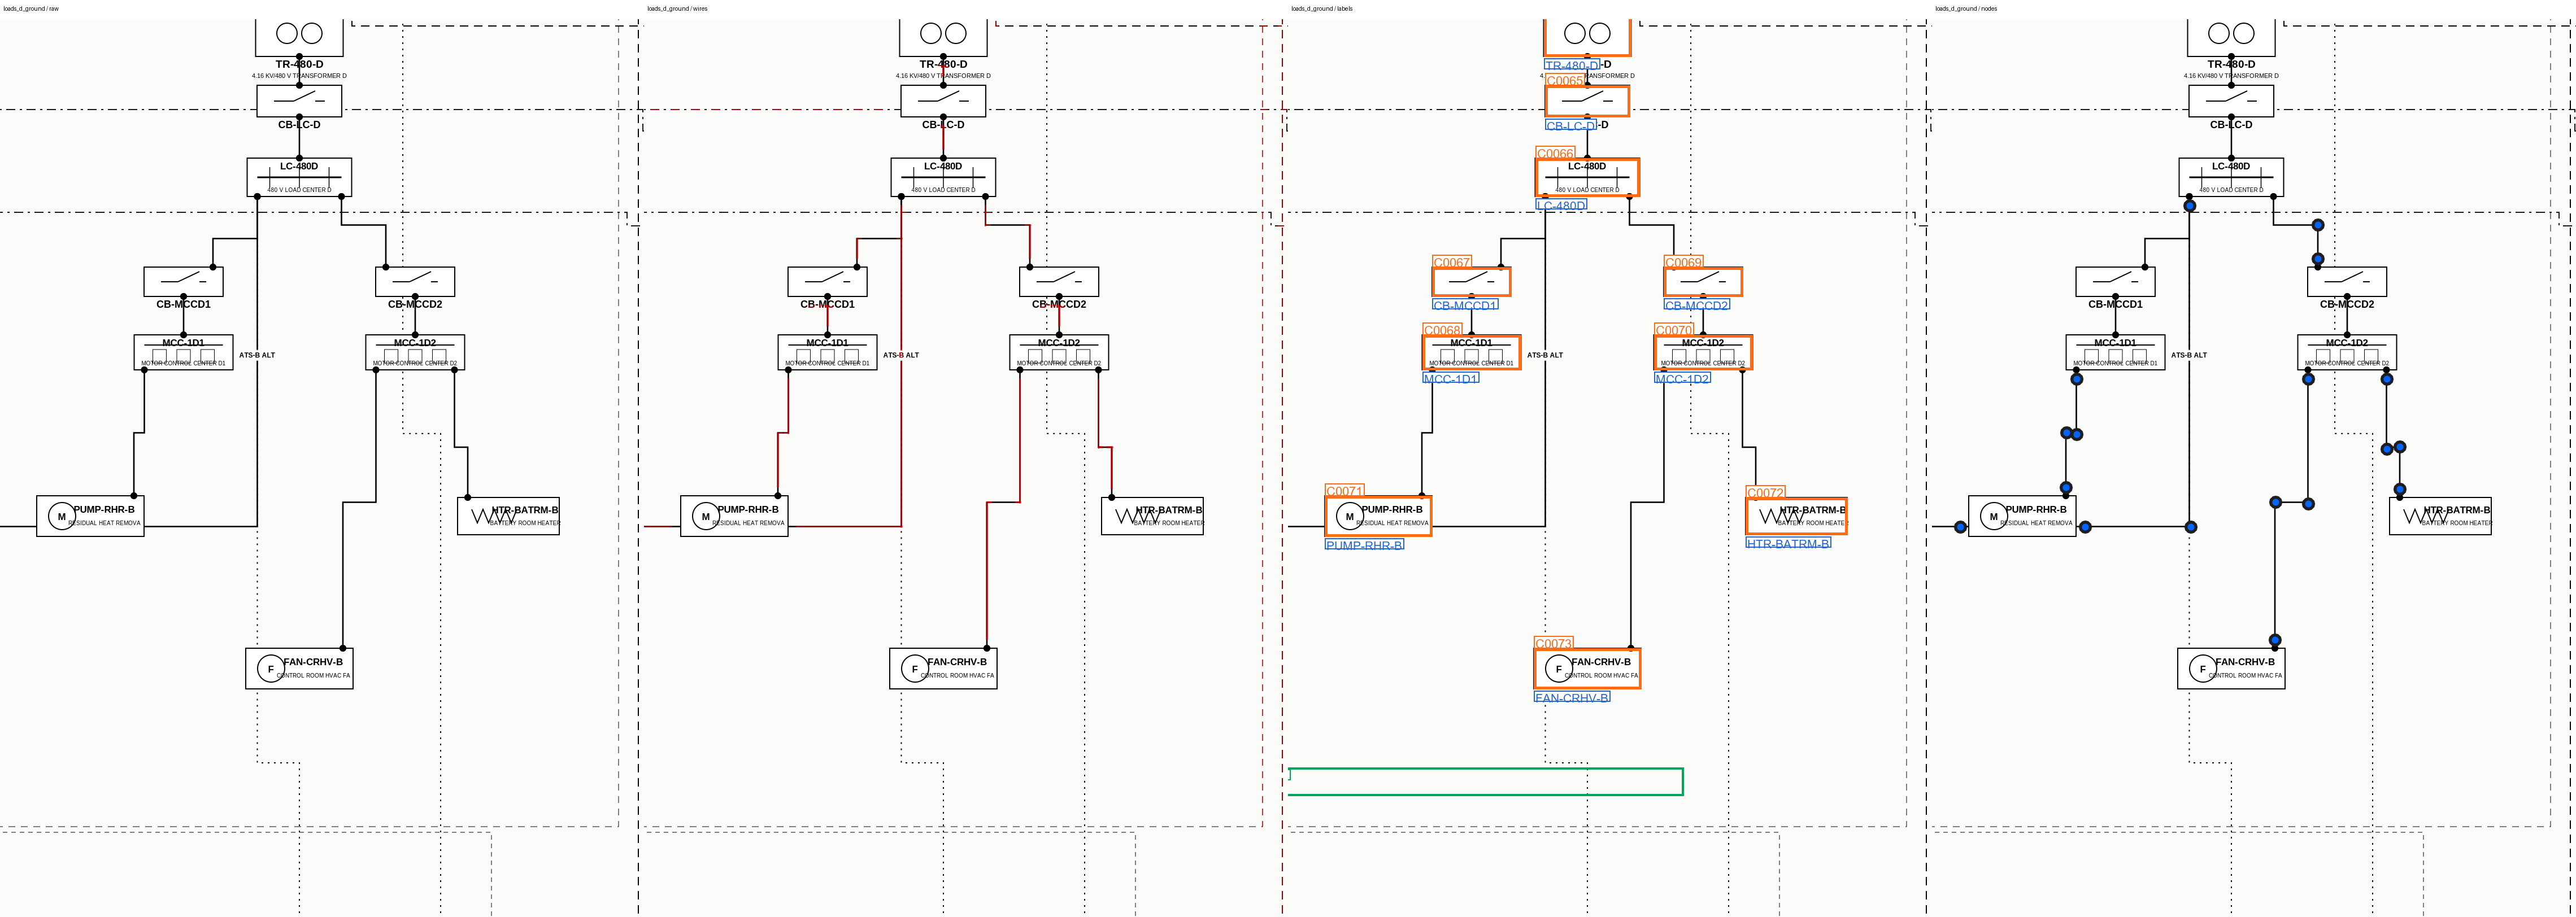 loads_d_ground / raw
TR-480-D
4.16 KV/480 V TRANSFORMER D
CB-LC-D
LC-480D
480 V LOAD CENTER D
CB-MCCD1
CB-MCCD2
MCC-1D1
MOTOR CONTROL CENTER D1
ATS-B ALT
MCC-1D2
MOTOR CONTROL CENTER D2
M
PUMP-RHR-B
RESIDUAL HEAT REMOVA
HTR-BATRM-B
BATTERY ROOM HEATER
F
FAN-CRHV-B
CONTROL ROOM HVAC FA
loads_d_ground / wires
TR-480-D
4.16 KV/480 V TRANSFORMER D
CB-LC-D
LC-480D
480 V LOAD CENTER D
CB-MCCD1
CB-MCCD2
MCC-1D1
MOTOR CONTROL CENTER D1
ATS-B ALT
MCC-1D2
MOTOR CONTROL CENTER D2
M
PUMP-RHR-B
RESIDUAL HEAT REMOVA
HTR-BATRM-B
BATTERY ROOM HEATER
F
FAN-CRHV-B
CONTROL ROOM HVAC FA
loads_d_ground / labels
TR-480-D
-D
4.
RANSFORMER D
C0065
CB-LC-D
-D
C0066
LC-480D
480 V LOAD CENTER D
LC-480D
C0067
C0069
CB-MCCD1
CB-MCCD2
C0068
C0070
MCC-1D1
MOTOR CONTROL CENTER D1
ATS-B ALT
MCC-1D2
MOTOR CONTROL CENTER D2
MCC-1D1
MCC-1D2
C0071
C0072
M
PUMP-RHR-B
RESIDUAL HEAT REMOVA
HTR-BATRM-B
BATTERY ROOM HEATER
PUMP-RHR-B
HTR-BATRM-B
C0073
F
FAN-CRHV-B
CONTROL ROOM HVAC FA
FAN-CRHV-B
loads_d_ground / nodes
TR-480-D
4.16 KV/480 V TRANSFORMER D
CB-LC-D
LC-480D
480 V LOAD CENTER D
CB-MCCD1
CB-MCCD2
MCC-1D1
MOTOR CONTROL CENTER D1
ATS-B ALT
MCC-1D2
MOTOR CONTROL CENTER D2
M
PUMP-RHR-B
RESIDUAL HEAT REMOVA
HTR-BATRM-B
BATTERY ROOM HEATER
F
FAN-CRHV-B
CONTROL ROOM HVAC FA